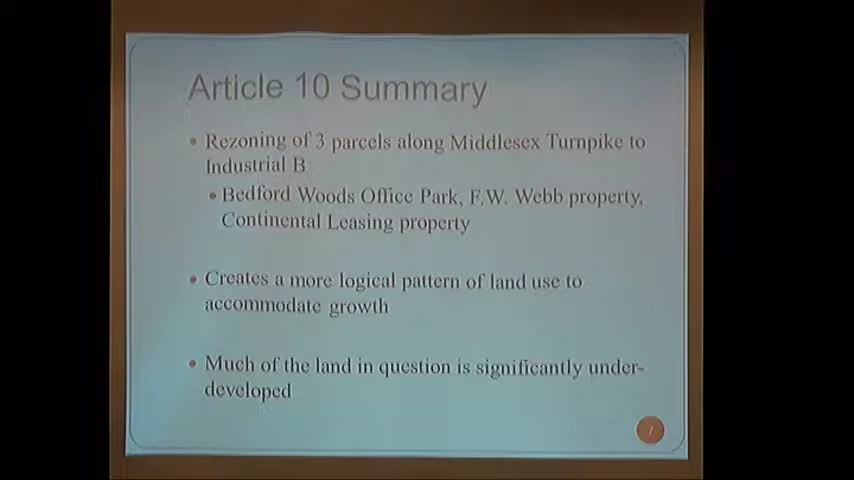 Article 10 Summary
• Rezoning of 3 parcels along Middlesex Turnpike to
Industrial B
• Bedford Woods Office Park, F.W. Webb property,
Continental Leasing property
• Creates a more logical pattern of land use to
accommodate growth
• Much of the land in question is significantly under-
developed